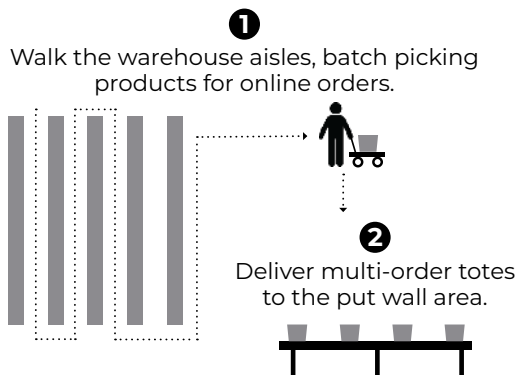 1
Walk the warehouse aisles, batch picking
products for online orders.
2
Deliver multi-order totes
to the put wall area.